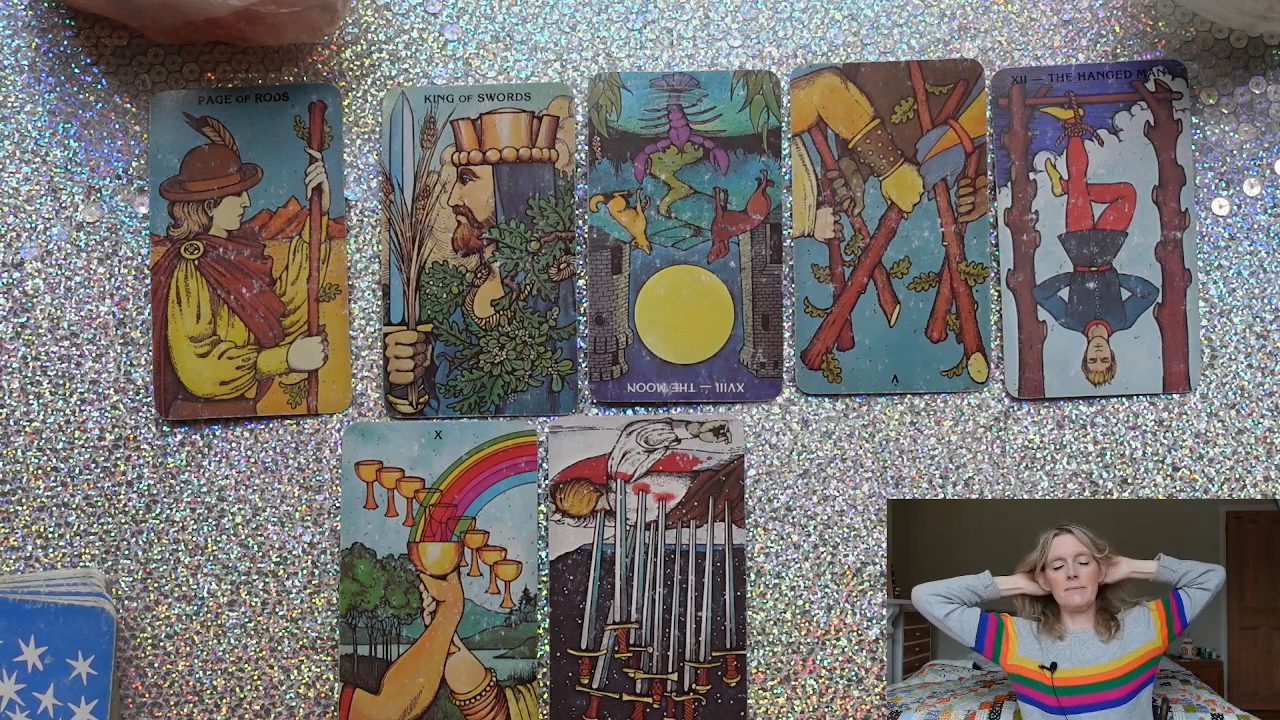 PAGE OF RODS
KING OF SWORDS
XVIII — THE MOON
V
XII — THE HANGED MAN
X